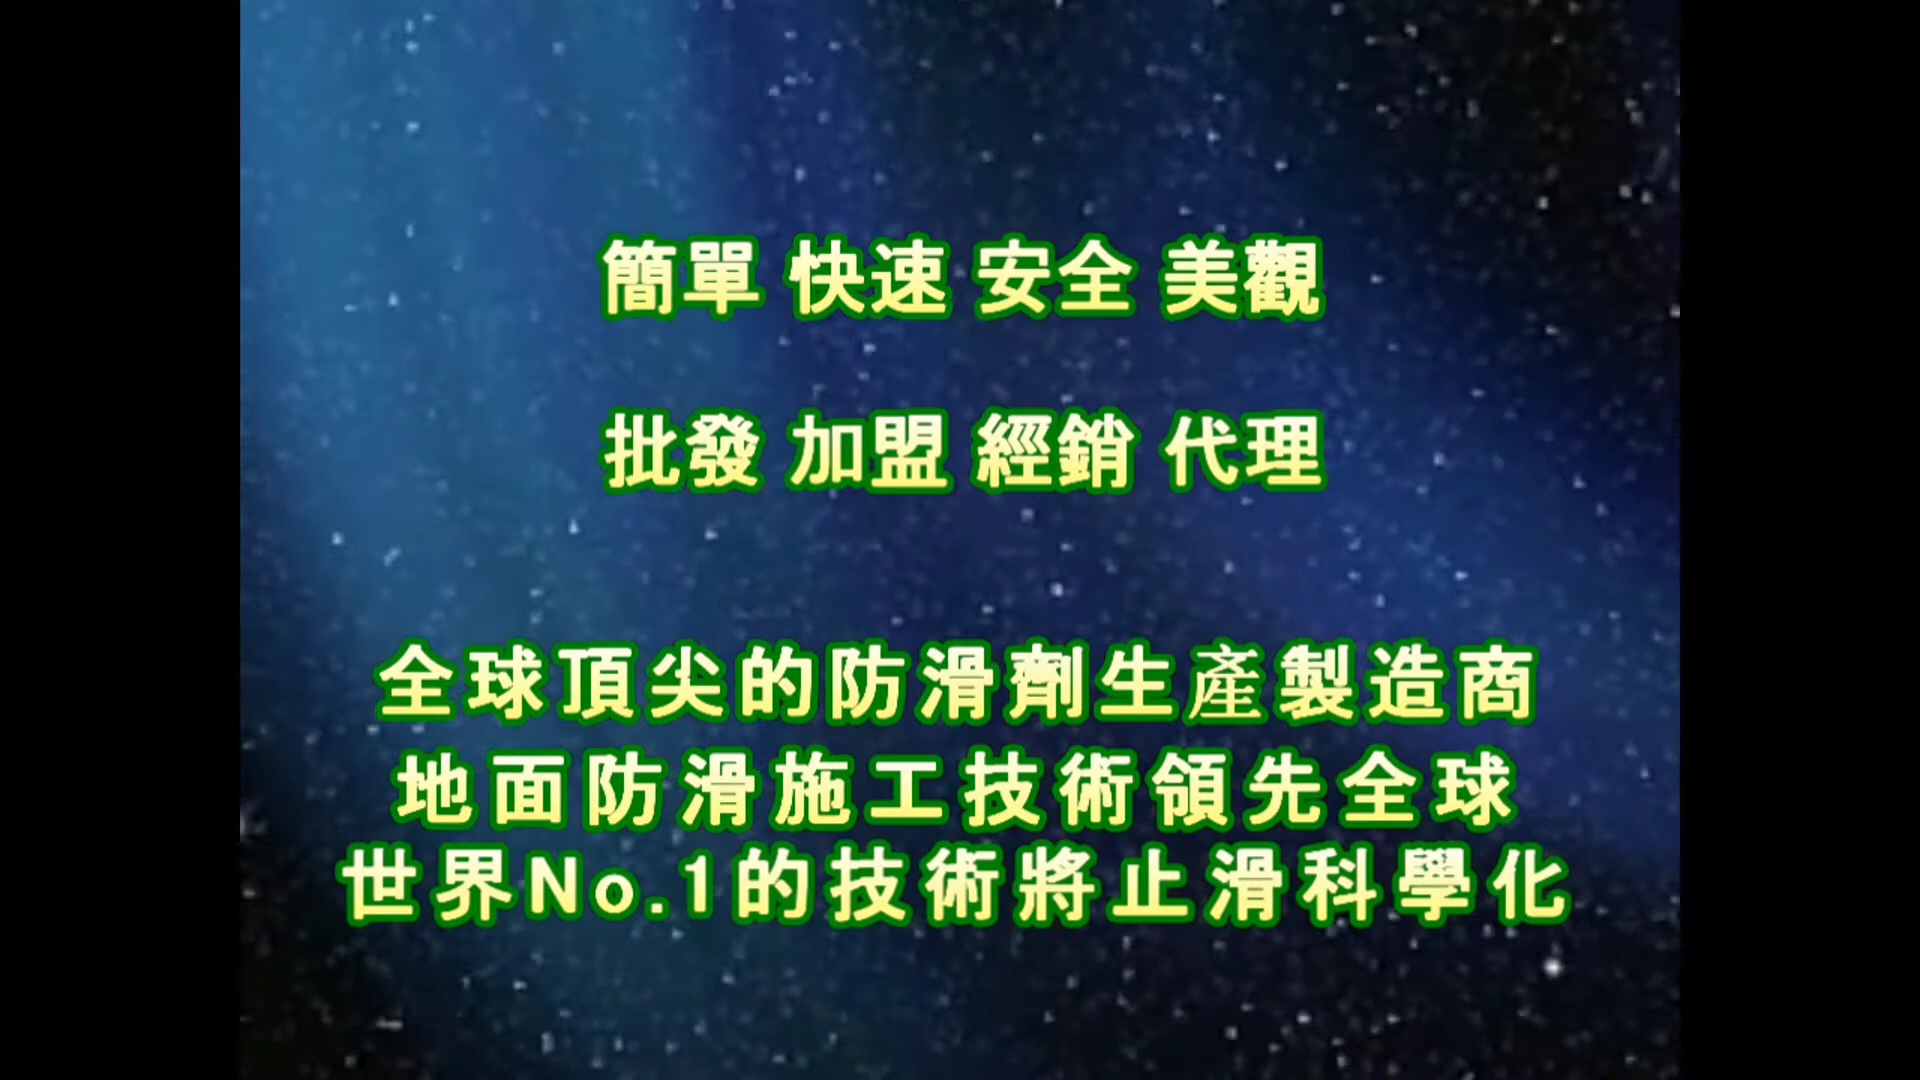 簡單 快速 安全 美觀
批發 加盟 經銷 代理
全球頂尖的防滑劑生產製造商
地面防滑施工技術領先全球
世界No.1的技術將止滑科學化